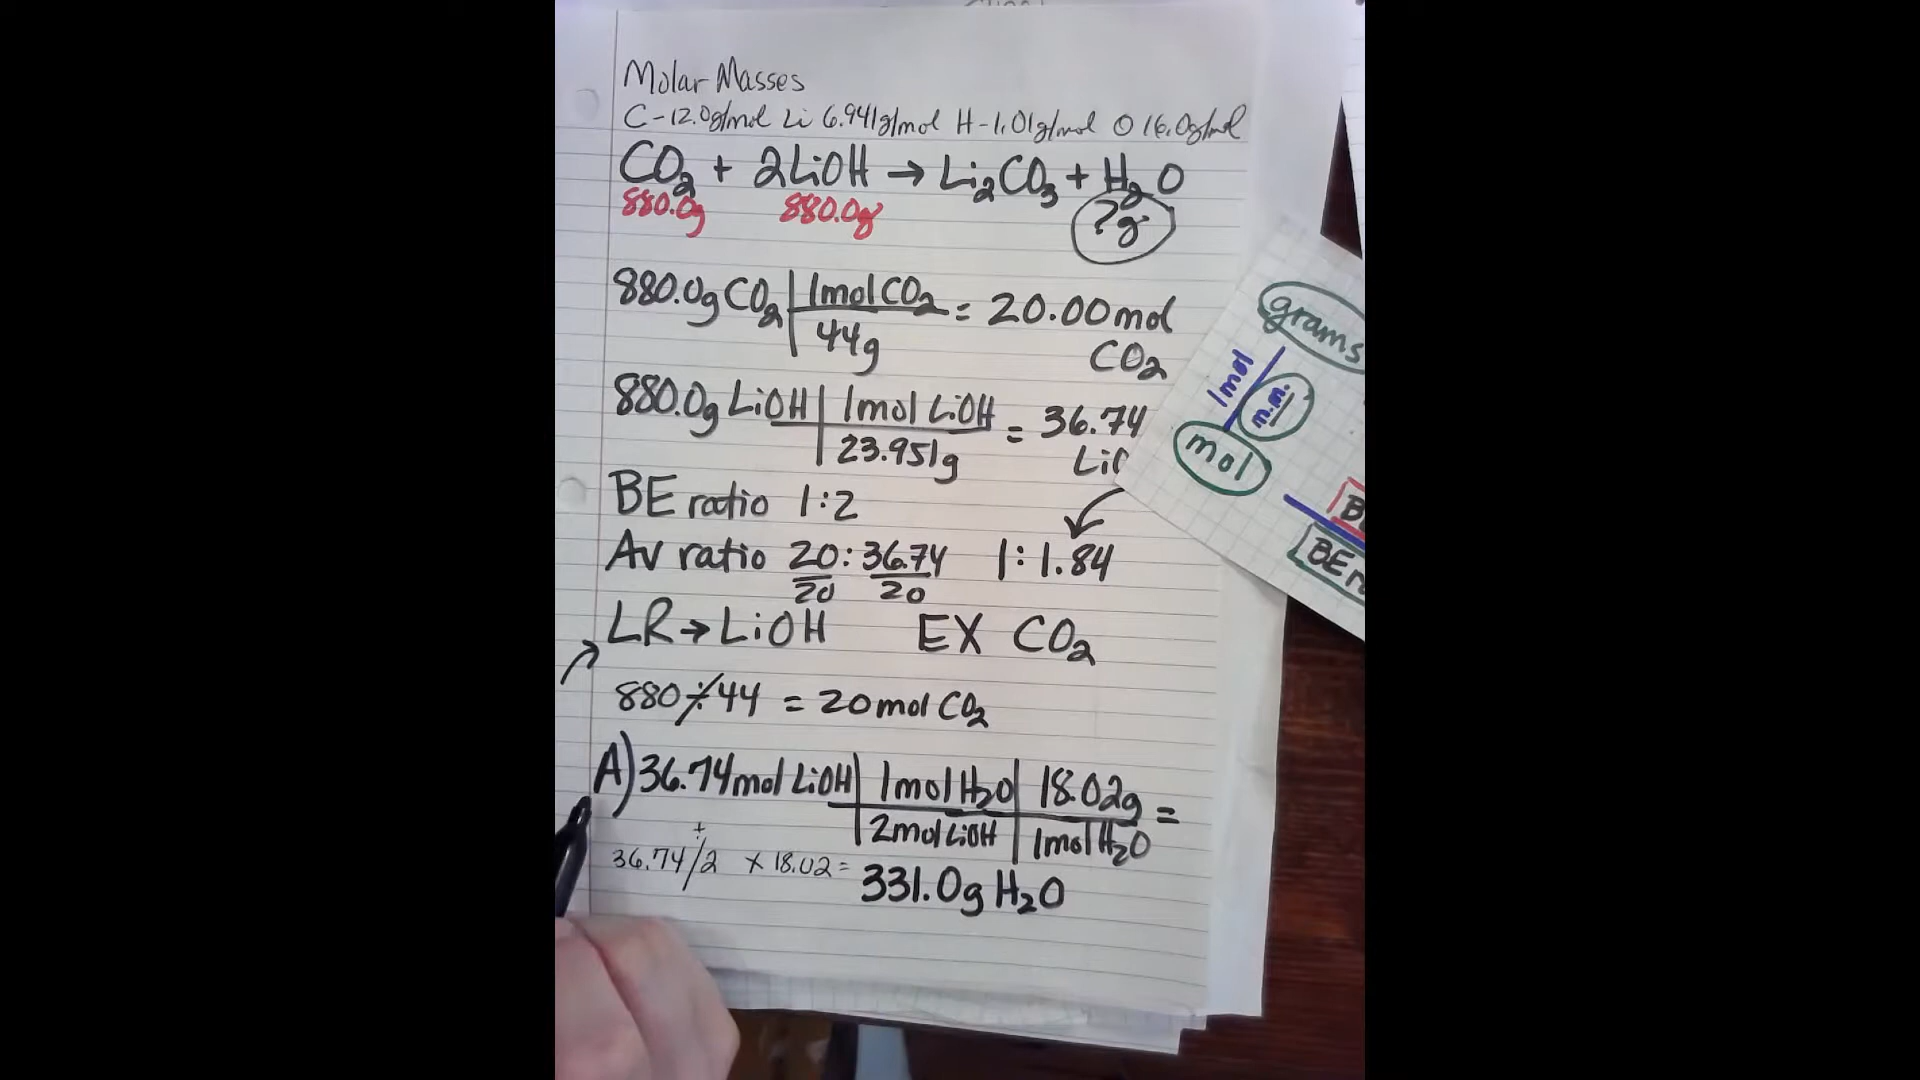 Molar Masses
C-12.0g/mol Li 6.941g/mol H-1.01g/mol O 16.0g/mol
CO₂ + 2LiOH → Li₂CO₃ + H₂O
880.0g 880.0g ?g
880.0g CO₂ | 1mol CO₂ = 20.00mol
44g CO₂
880.0g LiOH | 1mol LiOH = 36.74
23.951g
BE ratio 1:2
Av ratio 20:36.74 1:1.84
20 20
LR → LiOH EX CO₂
880÷44 = 20mol CO₂
A) 36.74mol LiOH | 1mol H₂O | 18.02g =
2mol LiOH | 1mol H₂O
36.74/2 x 18.02 =
÷
331.0g H₂O
grams
1mol
m.m.
mol